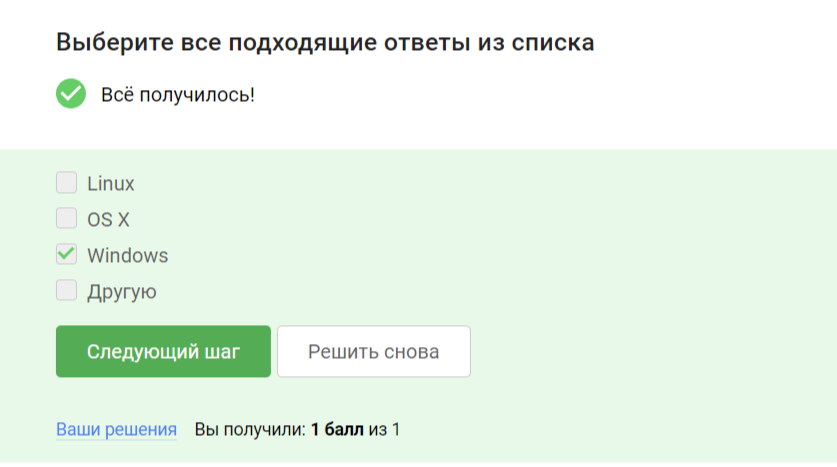 Выберите все подходящие ответы из списка
Всё получилось!
Linux
OS X
Windows
Другую
Следующий шаг Решить снова
Ваши решения Вы получили: 1 балл из 1